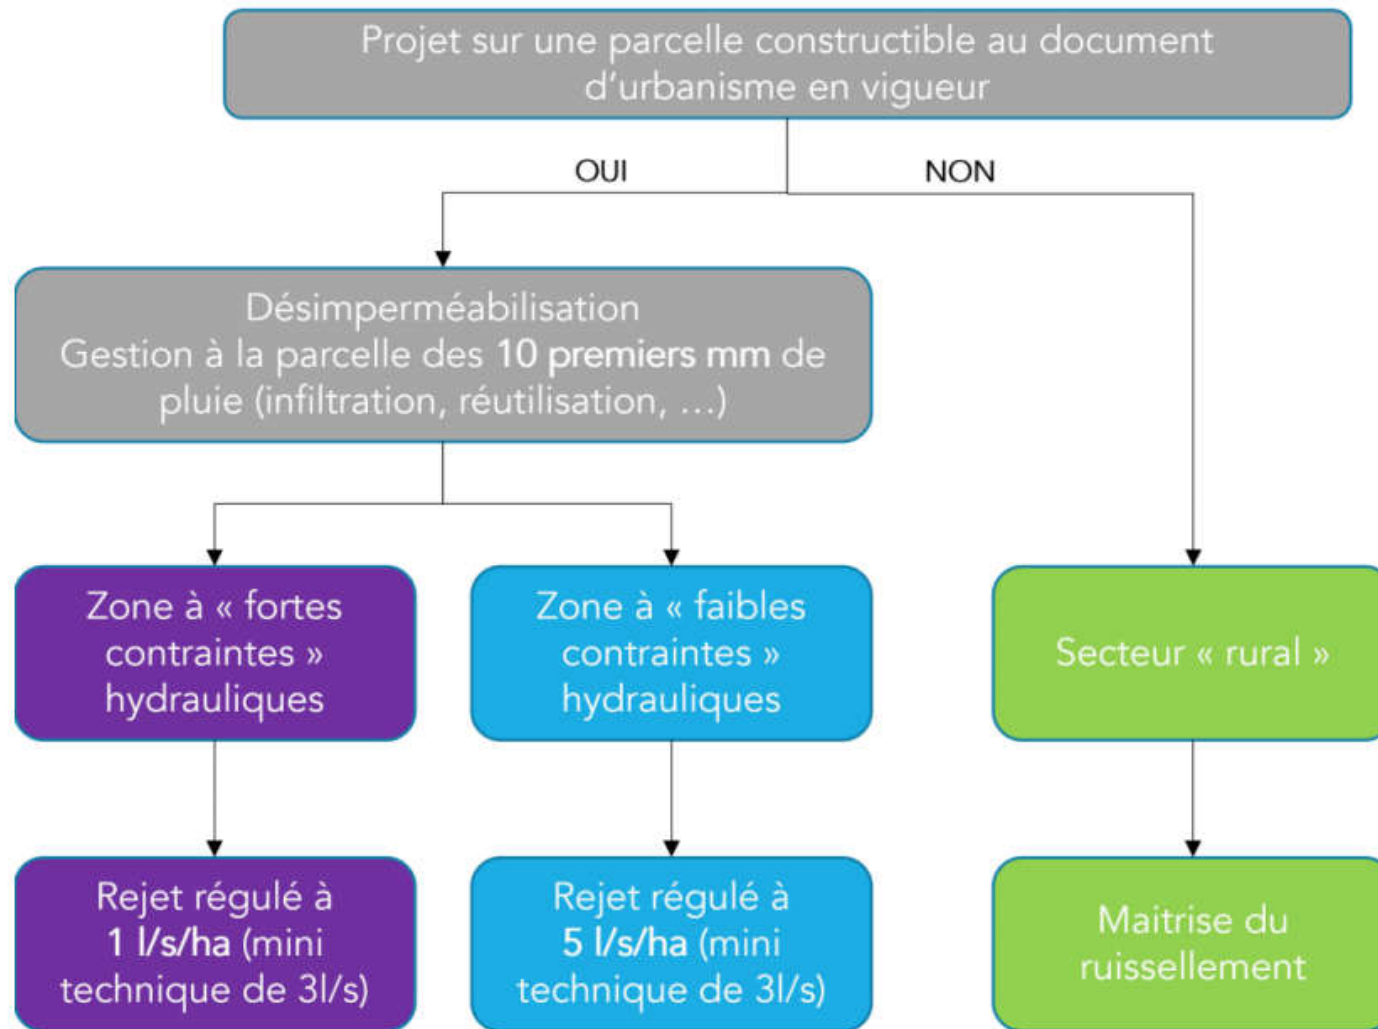 Projet sur une parcelle constructible au document
d'urbanisme en vigueur
OUI
NON
Désimperméabilisation
Gestion à la parcelle des 10 premiers mm de
pluie (infiltration, réutilisation, …)
Zone à « fortes
contraintes »
hydrauliques
Zone à « faibles
contraintes »
hydrauliques
Secteur « rural »
Rejet régulé à
1 l/s/ha (mini
technique de 3l/s)
Rejet régulé à
5 l/s/ha (mini
technique de 3l/s)
Maitrise du
ruissellement